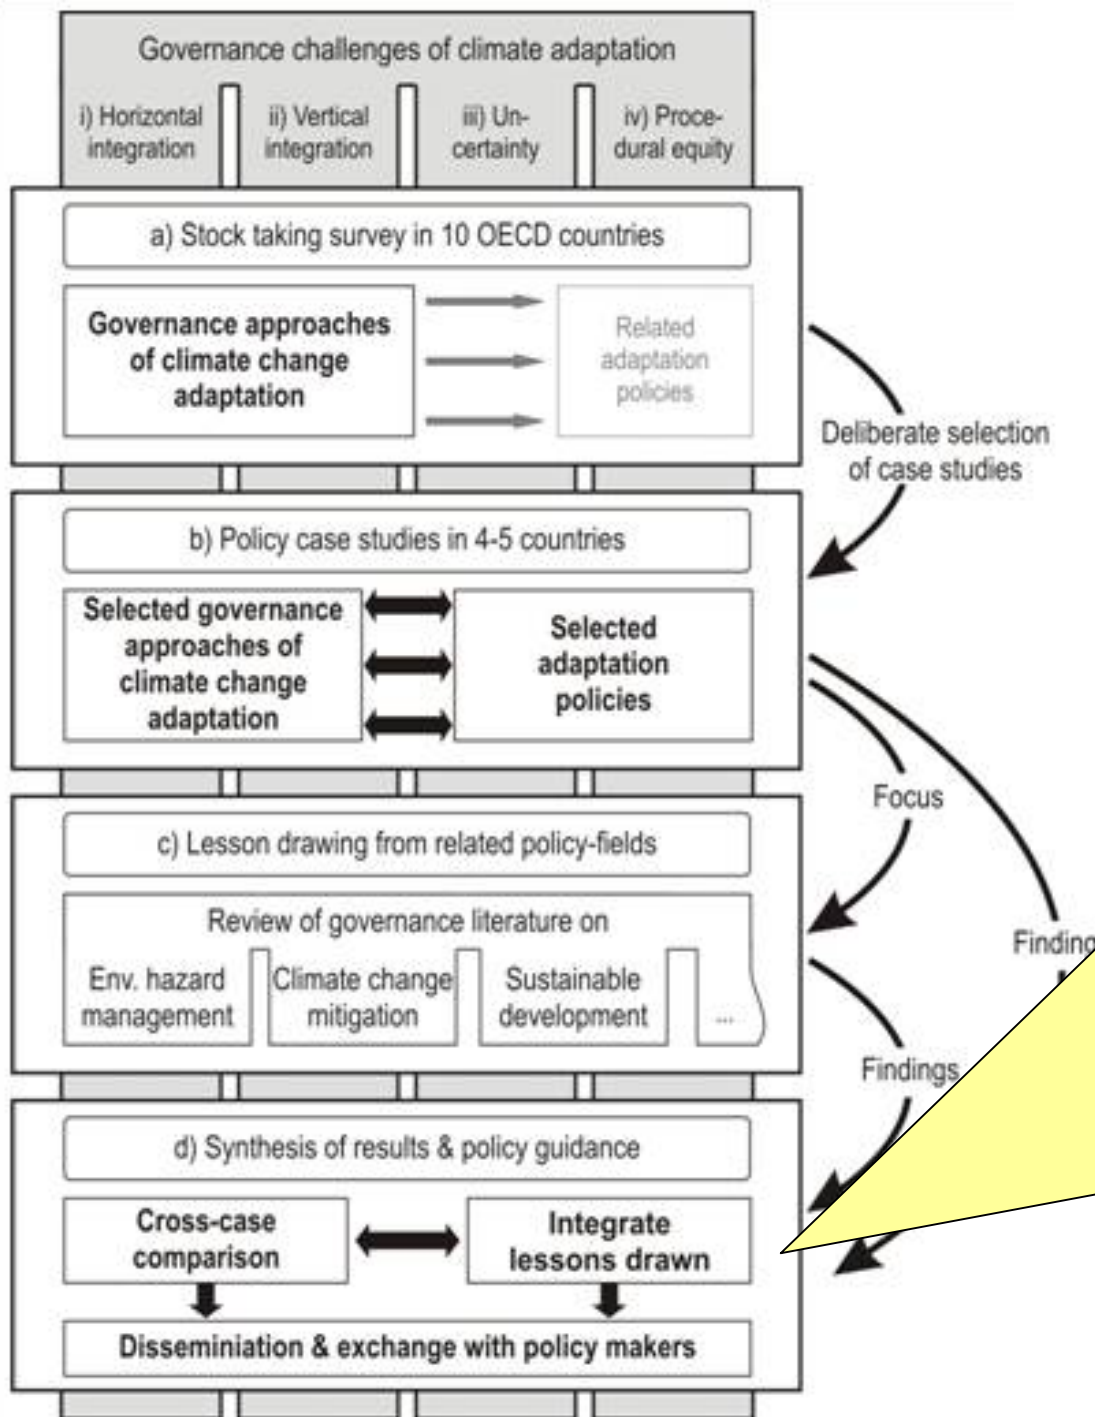 Governance challenges of climate adaptation
i) Horizontal
integration
ii) Vertical
integration
iii) Un-
certainty
iv) Proce-
dural equity
a) Stock taking survey in 10 OECD countries
Governance approaches
of climate change
adaptation
Related
adaptation
policies
Deliberate selection
of case studies
b) Policy case studies in 4-5 countries
Selected governance
approaches of
climate change
adaptation
Selected
adaptation
policies
Focus
c) Lesson drawing from related policy-fields
Review of governance literature on
Env. hazard
management
Climate change
mitigation
Sustainable
development
...
Finding
Findings
d) Synthesis of results & policy guidance
Cross-case
comparison
Integrate
lessons drawn
Disseminiation & exchange with policy makers